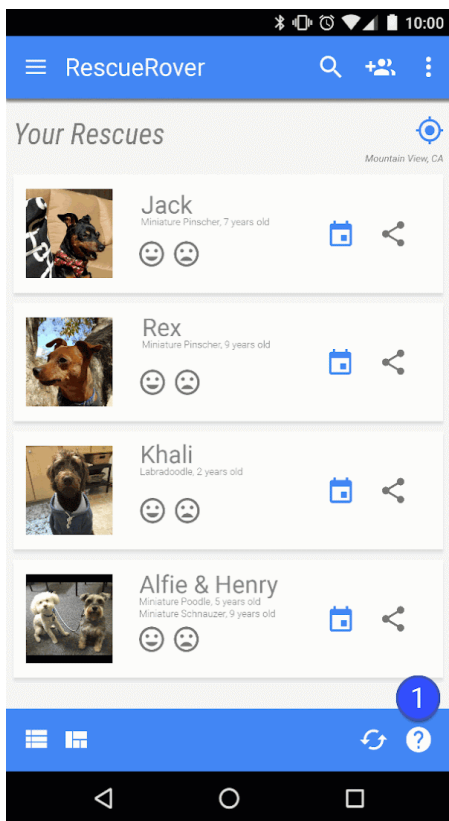 10:00
RescueRover
Your Rescues
Mountain View, CA
Jack
Miniature Pinscher, 7 years old
Rex
Miniature Pinscher, 9 years old
Khali
Labradoodle, 2 years old
Alfie & Henry
Miniature Poodle, 5 years old
Miniature Schnauzer, 9 years old
1
?